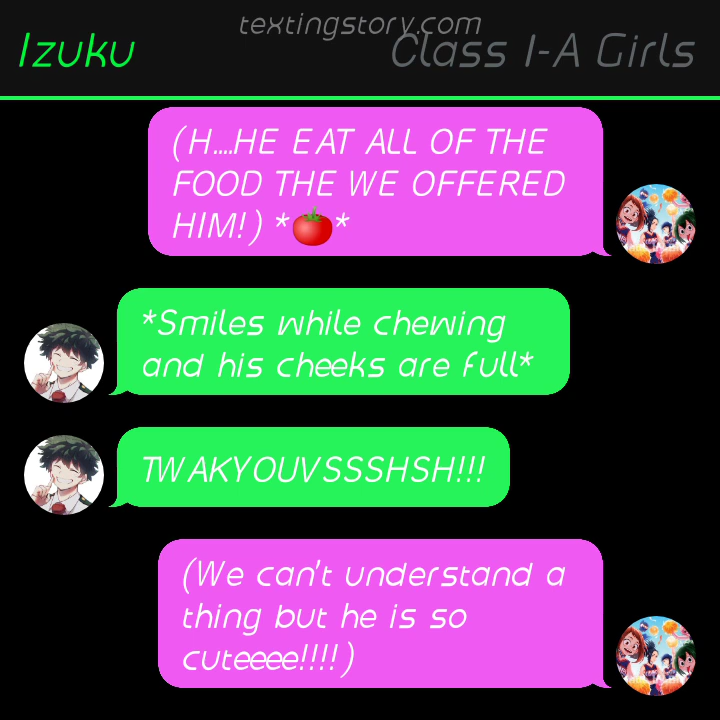 textingstory.com
Izuku
Class 1-A Girls
(H....HE EAT ALL OF THE
FOOD THE WE OFFERED
HIM!) *🍅*
*Smiles while chewing
and his cheeks are full*
TWAKYOUVSSSHSH!!!
(We can't understand a
thing but he is so
cuteeee!!!!)